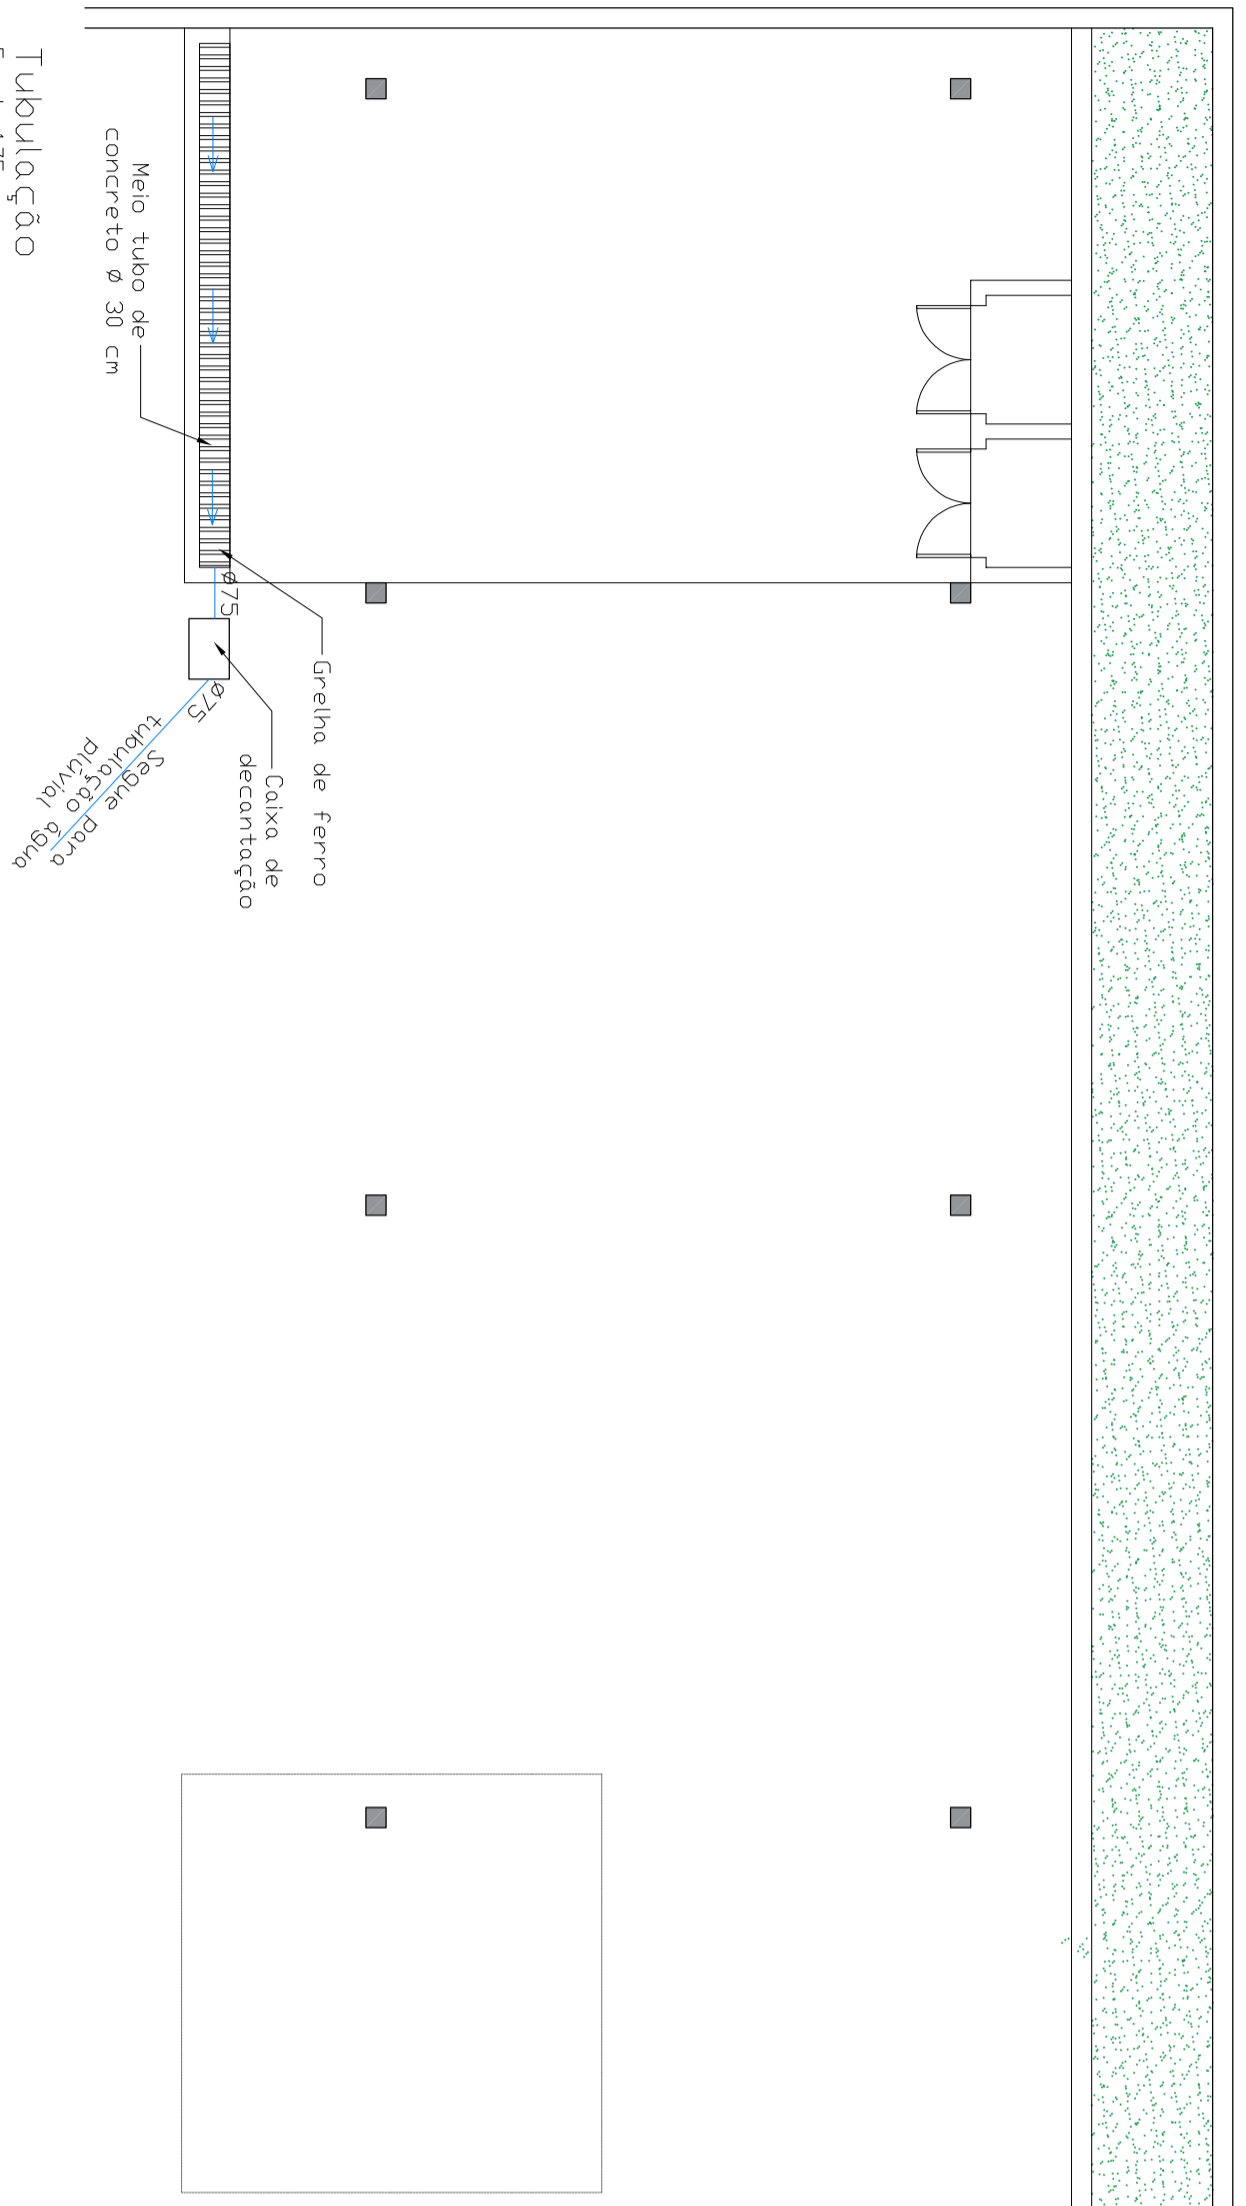 Tubulação
Meio tubo de
concreto ø 30 cm
ø75
Grelha de ferro
Caixa de
decantação
ø75
Segue para
tubulação água
pluvial